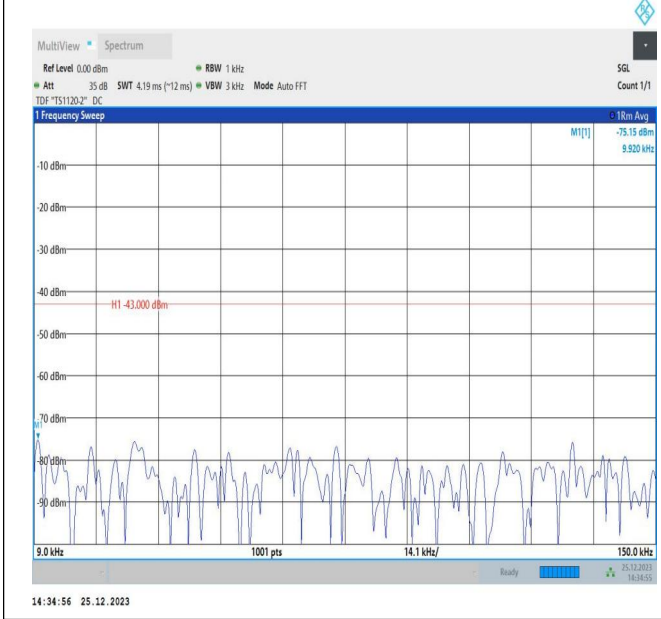 R S
MultiView Spectrum
Ref Level 0.00 dBm RBW 1 kHz SGL
Att 35 dB SWT 4.19 ms (~12 ms) VBW 3 kHz Mode Auto FFT Count 1/1
TDF "TS1120-2" DC
1 Frequency Sweep 1Rm Avg
M1[1] -75.15 dBm
9.920 kHz
-10 dBm
-20 dBm
-30 dBm
-40 dBm
H1 -43.000 dBm
-50 dBm
-60 dBm
-70 dBm
M1
-80 dBm
-90 dBm
9.0 kHz 1001 pts 14.1 kHz/ 150.0 kHz
Ready 25.12.2023
14:34:55
14:34:56 25.12.2023